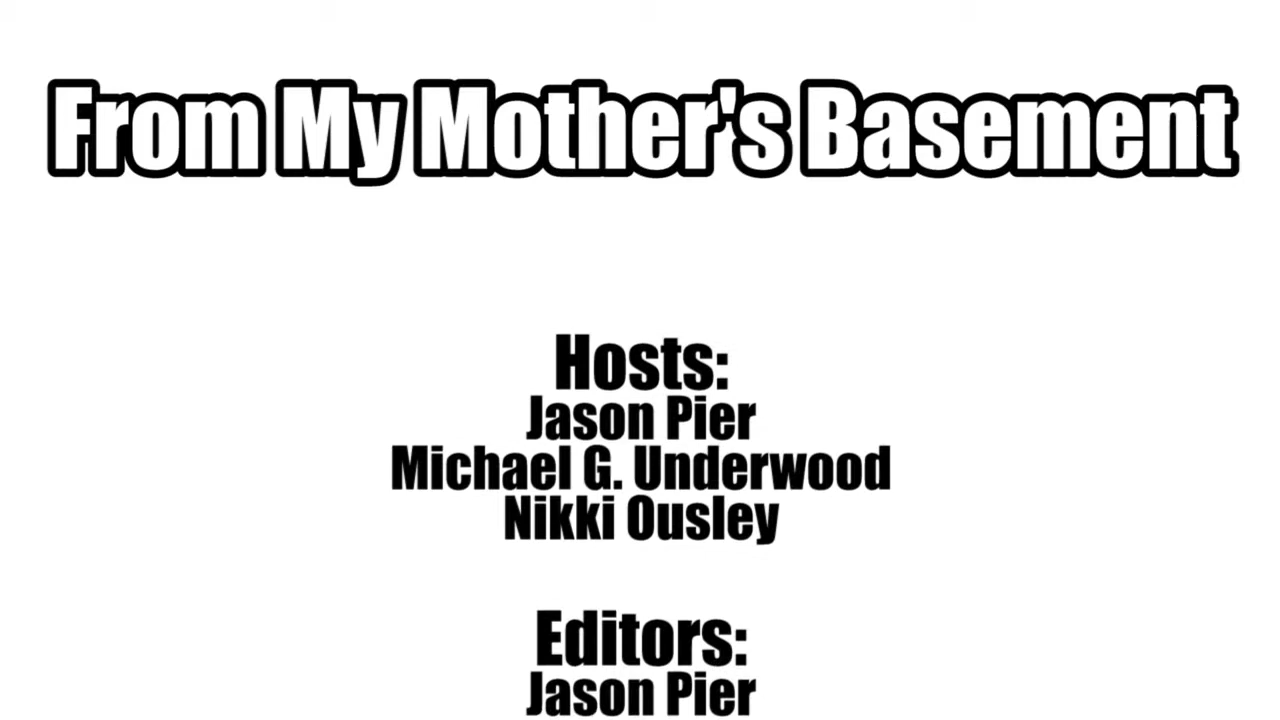 From My Mother's Basement
Hosts:
Jason Pier
Michael G. Underwood
Nikki Ousley
Editors:
Jason Pier